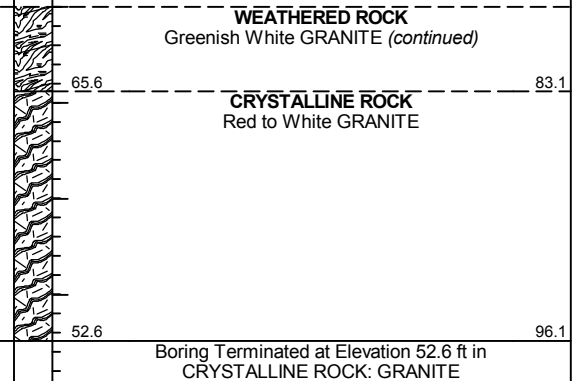 WEATHERED ROCK
Greenish White GRANITE (continued)
65.6 83.1
CRYSTALLINE ROCK
Red to White GRANITE
52.6 96.1
Boring Terminated at Elevation 52.6 ft in
CRYSTALLINE ROCK: GRANITE